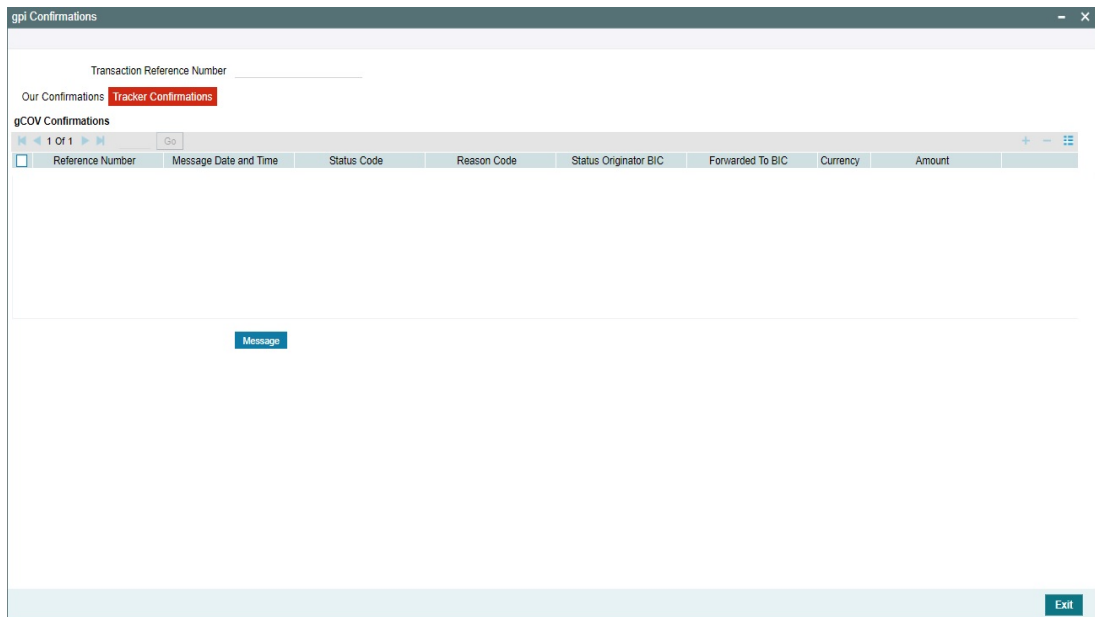 gpi Confirmations
Transaction Reference Number
Our Confirmations Tracker Confirmations
gCOV Confirmations
1 Of 1 Go
Reference Number Message Date and Time Status Code Reason Code Status Originator BIC Forwarded To BIC Currency Amount
Message
Exit